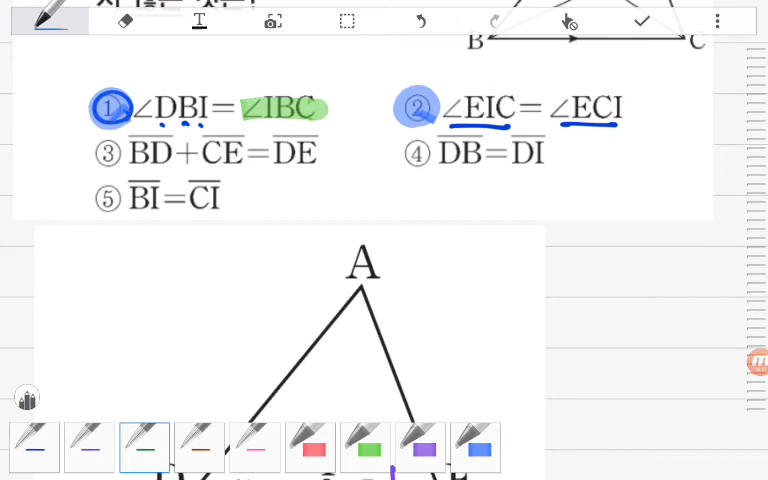 B C
① ∠DBI=∠IBC ② ∠EIC=∠ECI
③ BD+CE=DE ④ DB=DI
⑤ BI=CI
A